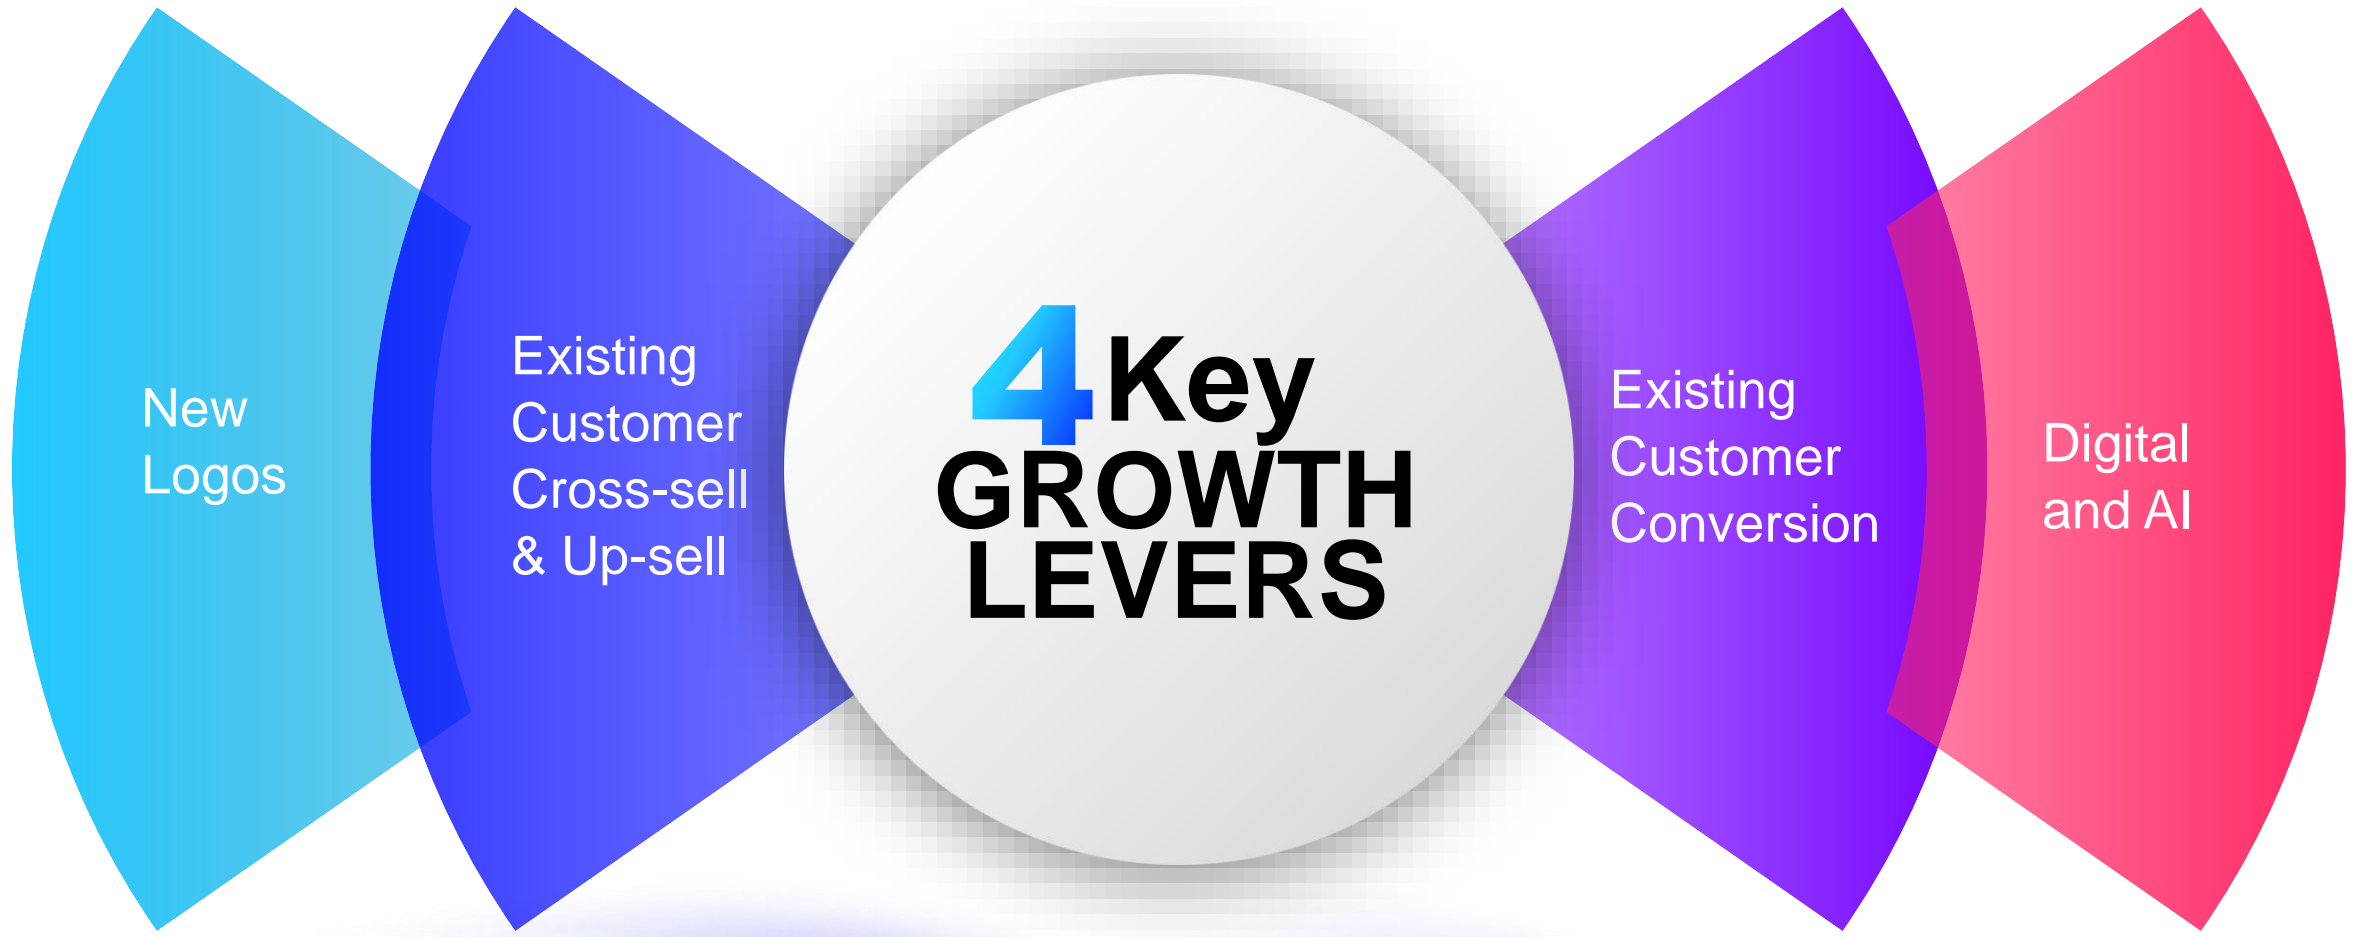 New
Logos
Existing
Customer
Cross-sell
& Up-sell
4 Key
GROWTH
LEVERS
Existing
Customer
Conversion
Digital
and AI